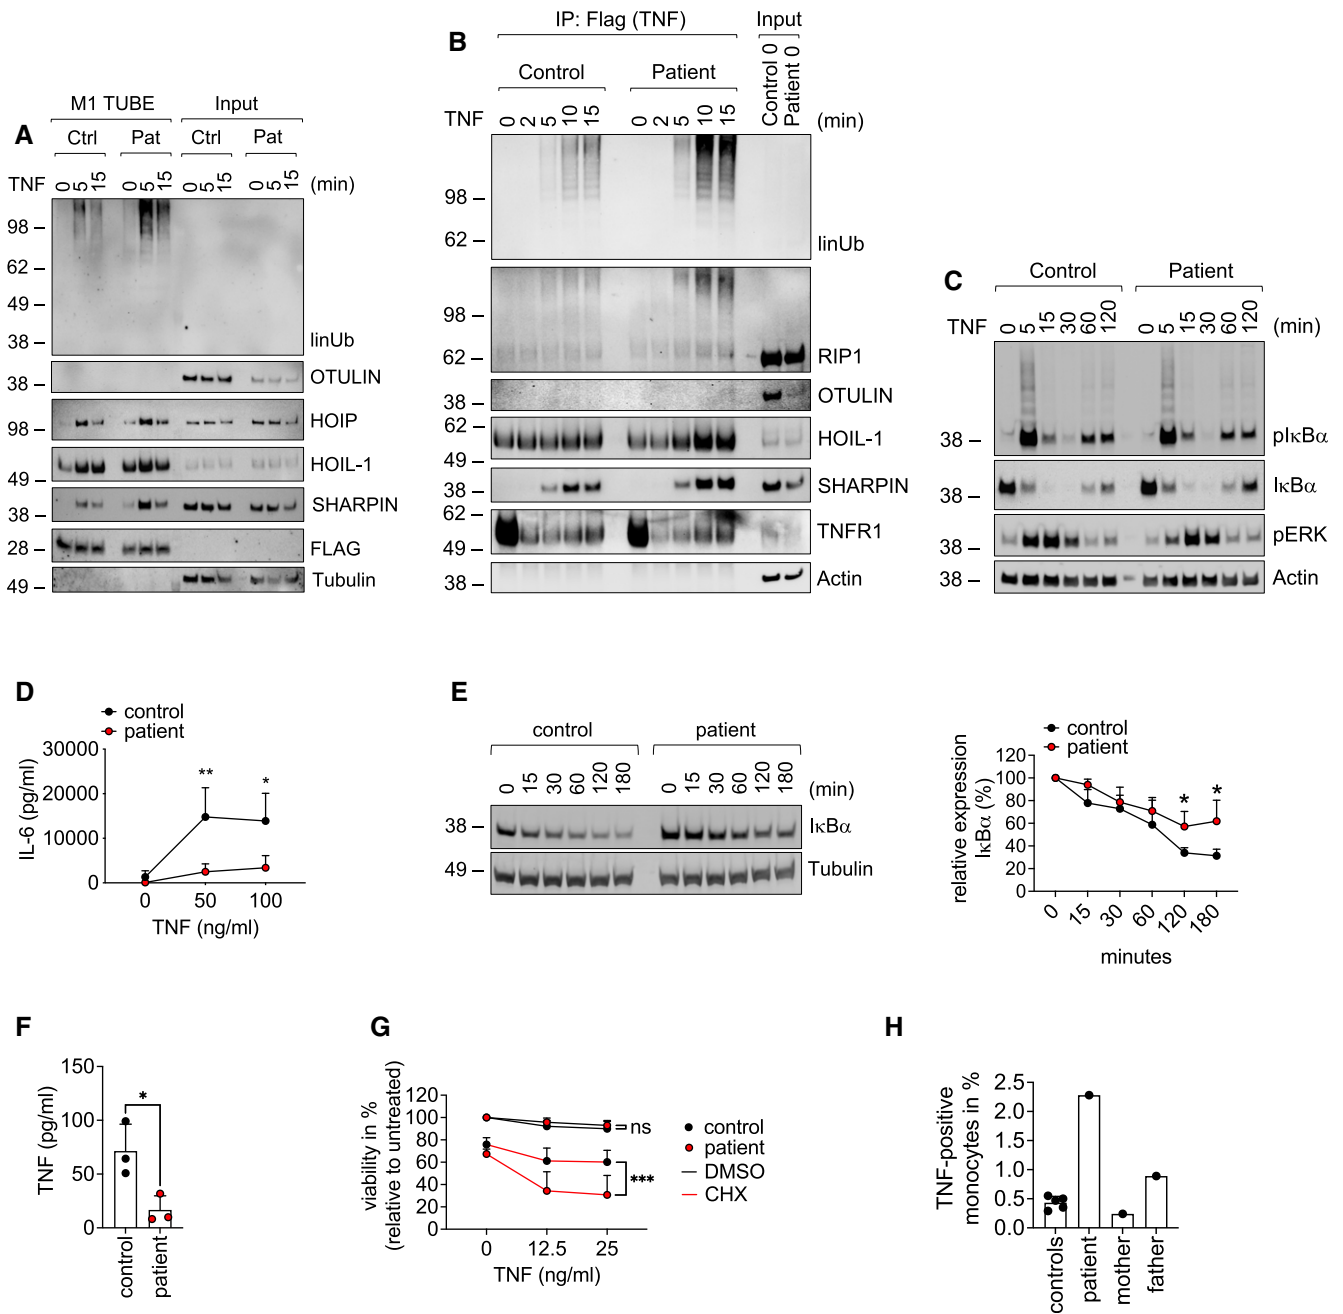 A
M1 TUBE Input
Ctrl Pat Ctrl Pat
TNF 0 5 15 0 5 15 0 5 15 0 5 15 (min)
98
62
49
38
linUb
38 OTULIN
98 HOIP
49 HOIL-1
38 SHARPIN
28 FLAG
49 Tubulin
B
IP: Flag (TNF) Input
Control Patient Control 0 Patient 0
TNF 0 2 5 10 15 0 2 5 10 15 (min)
98
62
linUb
98
62 RIP1
38 OTULIN
62
49 HOIL-1
38 SHARPIN
62
49 TNFR1
38 Actin
C
Control Patient
TNF 0 5 15 30 60 120 0 5 15 30 60 120 (min)
38 pIκBα
38 IκBα
38 pERK
38 Actin
D
control
patient
IL-6 (pg/ml)
30000
20000
10000
0
** *
0 50 100
TNF (ng/ml)
E
control patient
0 15 30 60 120 180 0 15 30 60 120 180 (min)
38 IκBα
49 Tubulin
control
patient
relative expression
IκBα (%)
120
100
80
60
40
20
0
* *
0 15 30 60 120 180
minutes
F
TNF (pg/ml)
150
100
50
0
*
control patient
G
viability in %
(relative to untreated)
120
100
80
60
40
20
0
ns
***
control
patient
DMSO
CHX
0 12.5 25
TNF (ng/ml)
H
TNF-positive
monocytes in %
2.5
2.0
1.5
1.0
0.5
0.0
controls patient mother father